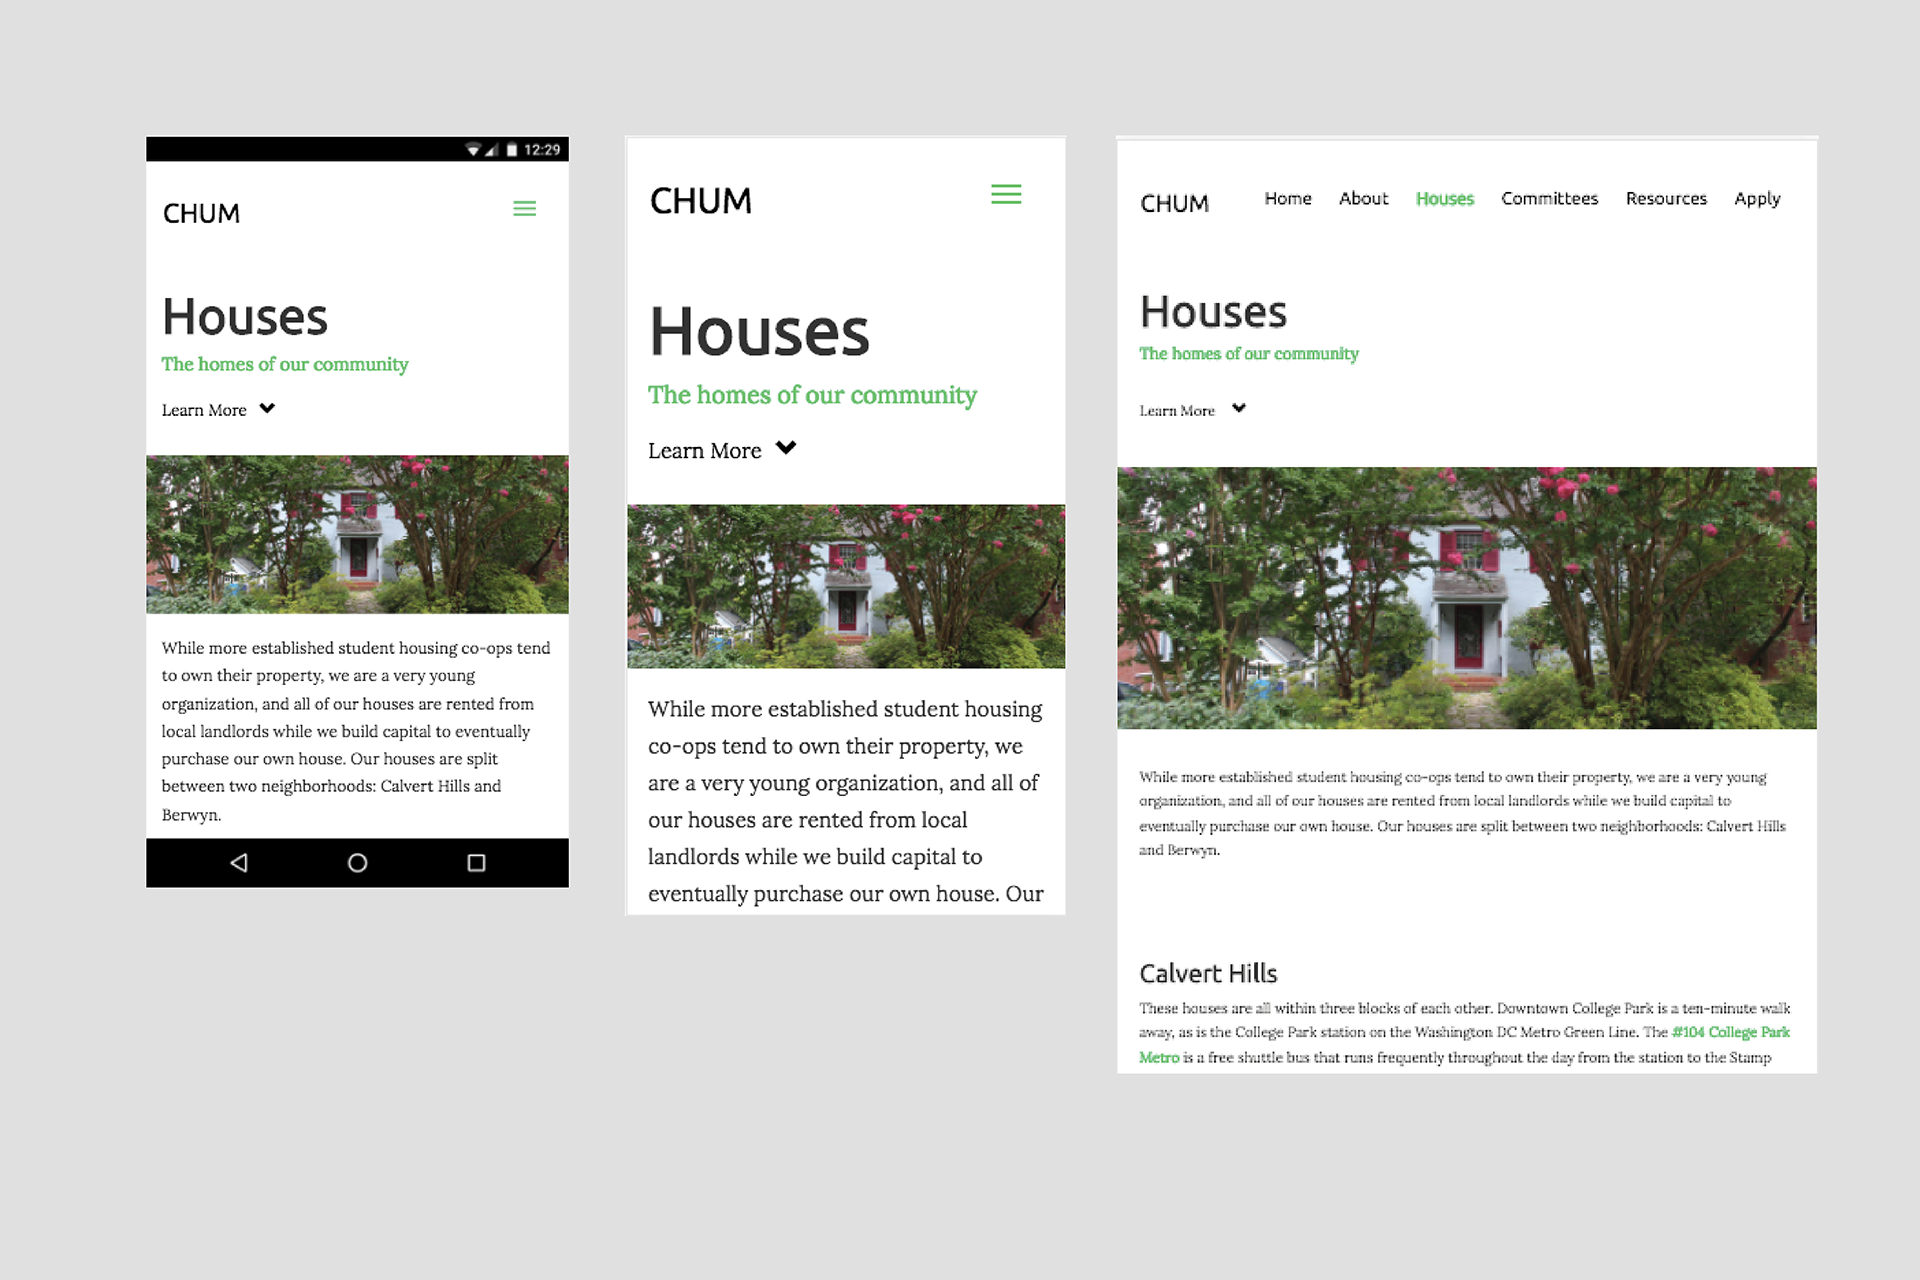 12:29
CHUM
Houses
The homes of our community
Learn More
While more established student housing co-ops tend
to own their property, we are a very young
organization, and all of our houses are rented from
local landlords while we build capital to eventually
purchase our own house. Our houses are split
between two neighborhoods: Calvert Hills and
Berwyn.
CHUM
Houses
The homes of our community
Learn More
While more established student housing
co-ops tend to own their property, we
are a very young organization, and all of
our houses are rented from local
landlords while we build capital to
eventually purchase our own house. Our
CHUM Home About Houses Committees Resources Apply
Houses
The homes of our community
Learn More
While more established student housing co-ops tend to own their property, we are a very young
organization, and all of our houses are rented from local landlords while we build capital to
eventually purchase our own house. Our houses are split between two neighborhoods: Calvert Hills
and Berwyn.
Calvert Hills
These houses are all within three blocks of each other. Downtown College Park is a ten-minute walk
away, as is the College Park station on the Washington DC Metro Green Line. The #104 College Park
Metro is a free shuttle bus that runs frequently throughout the day from the station to the Stamp